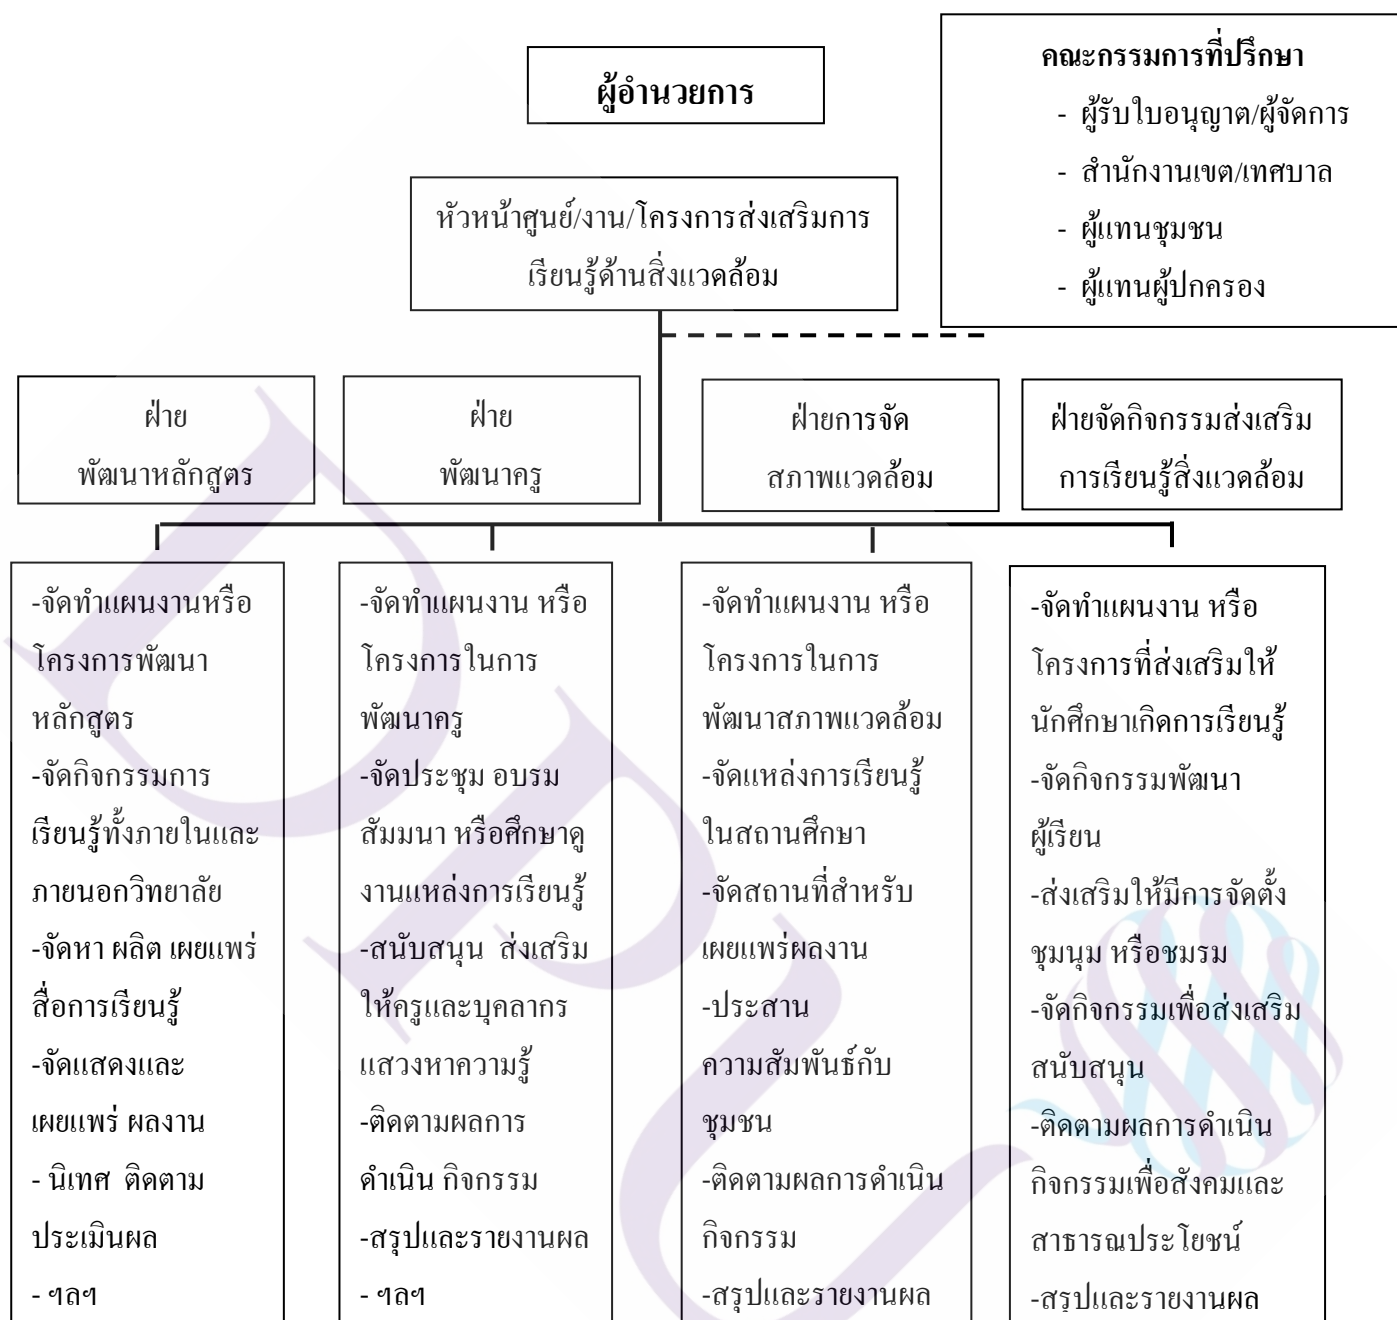 ผู้อำนวยการ
คณะกรรมการที่ปรึกษา
- ผู้รับใบอนุญาต/ผู้จัดการ
- สำนักงานเขต/เทศบาล
- ผู้แทนชุมชน
- ผู้แทนผู้ปกครอง
หัวหน้าศูนย์/งาน/โครงการส่งเสริมการ
เรียนรู้ด้านสิ่งแวดล้อม
ฝ่าย
พัฒนาหลักสูตร
ฝ่าย
พัฒนาครู
ฝ่ายการจัด
สภาพแวดล้อม
ฝ่ายจัดกิจกรรมส่งเสริม
การเรียนรู้สิ่งแวดล้อม
-จัดทำแผนงานหรือ
โครงการพัฒนา
หลักสูตร
-จัดกิจกรรมการ
เรียนรู้ทั้งภายในและ
ภายนอกวิทยาลัย
-จัดหา ผลิต เผยแพร่
สื่อการเรียนรู้
-จัดแสดงและ
เผยแพร่ ผลงาน
- นิเทศ ติดตาม
ประเมินผล
- ฯลฯ
-จัดทำแผนงาน หรือ
โครงการในการ
พัฒนาครู
-จัดประชุม อบรม
สัมมนา หรือศึกษาดู
งานแหล่งการเรียนรู้
-สนับสนุน ส่งเสริม
ให้ครูและบุคลากร
แสวงหาความรู้
-ติดตามผลการ
ดำเนิน กิจกรรม
-สรุปและรายงานผล
- ฯลฯ
-จัดทำแผนงาน หรือ
โครงการในการ
พัฒนาสภาพแวดล้อม
-จัดแหล่งการเรียนรู้
ในสถานศึกษา
-จัดสถานที่สำหรับ
เผยแพร่ผลงาน
-ประสาน
ความสัมพันธ์กับ
ชุมชน
-ติดตามผลการดำเนิน
กิจกรรม
-สรุปและรายงานผล
-จัดทำแผนงาน หรือ
โครงการที่ส่งเสริมให้
นักศึกษาเกิดการเรียนรู้
-จัดกิจกรรมพัฒนา
ผู้เรียน
-ส่งเสริมให้มีการจัดตั้ง
ชุมนุม หรือชมรม
-จัดกิจกรรมเพื่อส่งเสริม
สนับสนุน
-ติดตามผลการดำเนิน
กิจกรรมเพื่อสังคมและ
สาธารณประโยชน์
-สรุปและรายงานผล
DPU